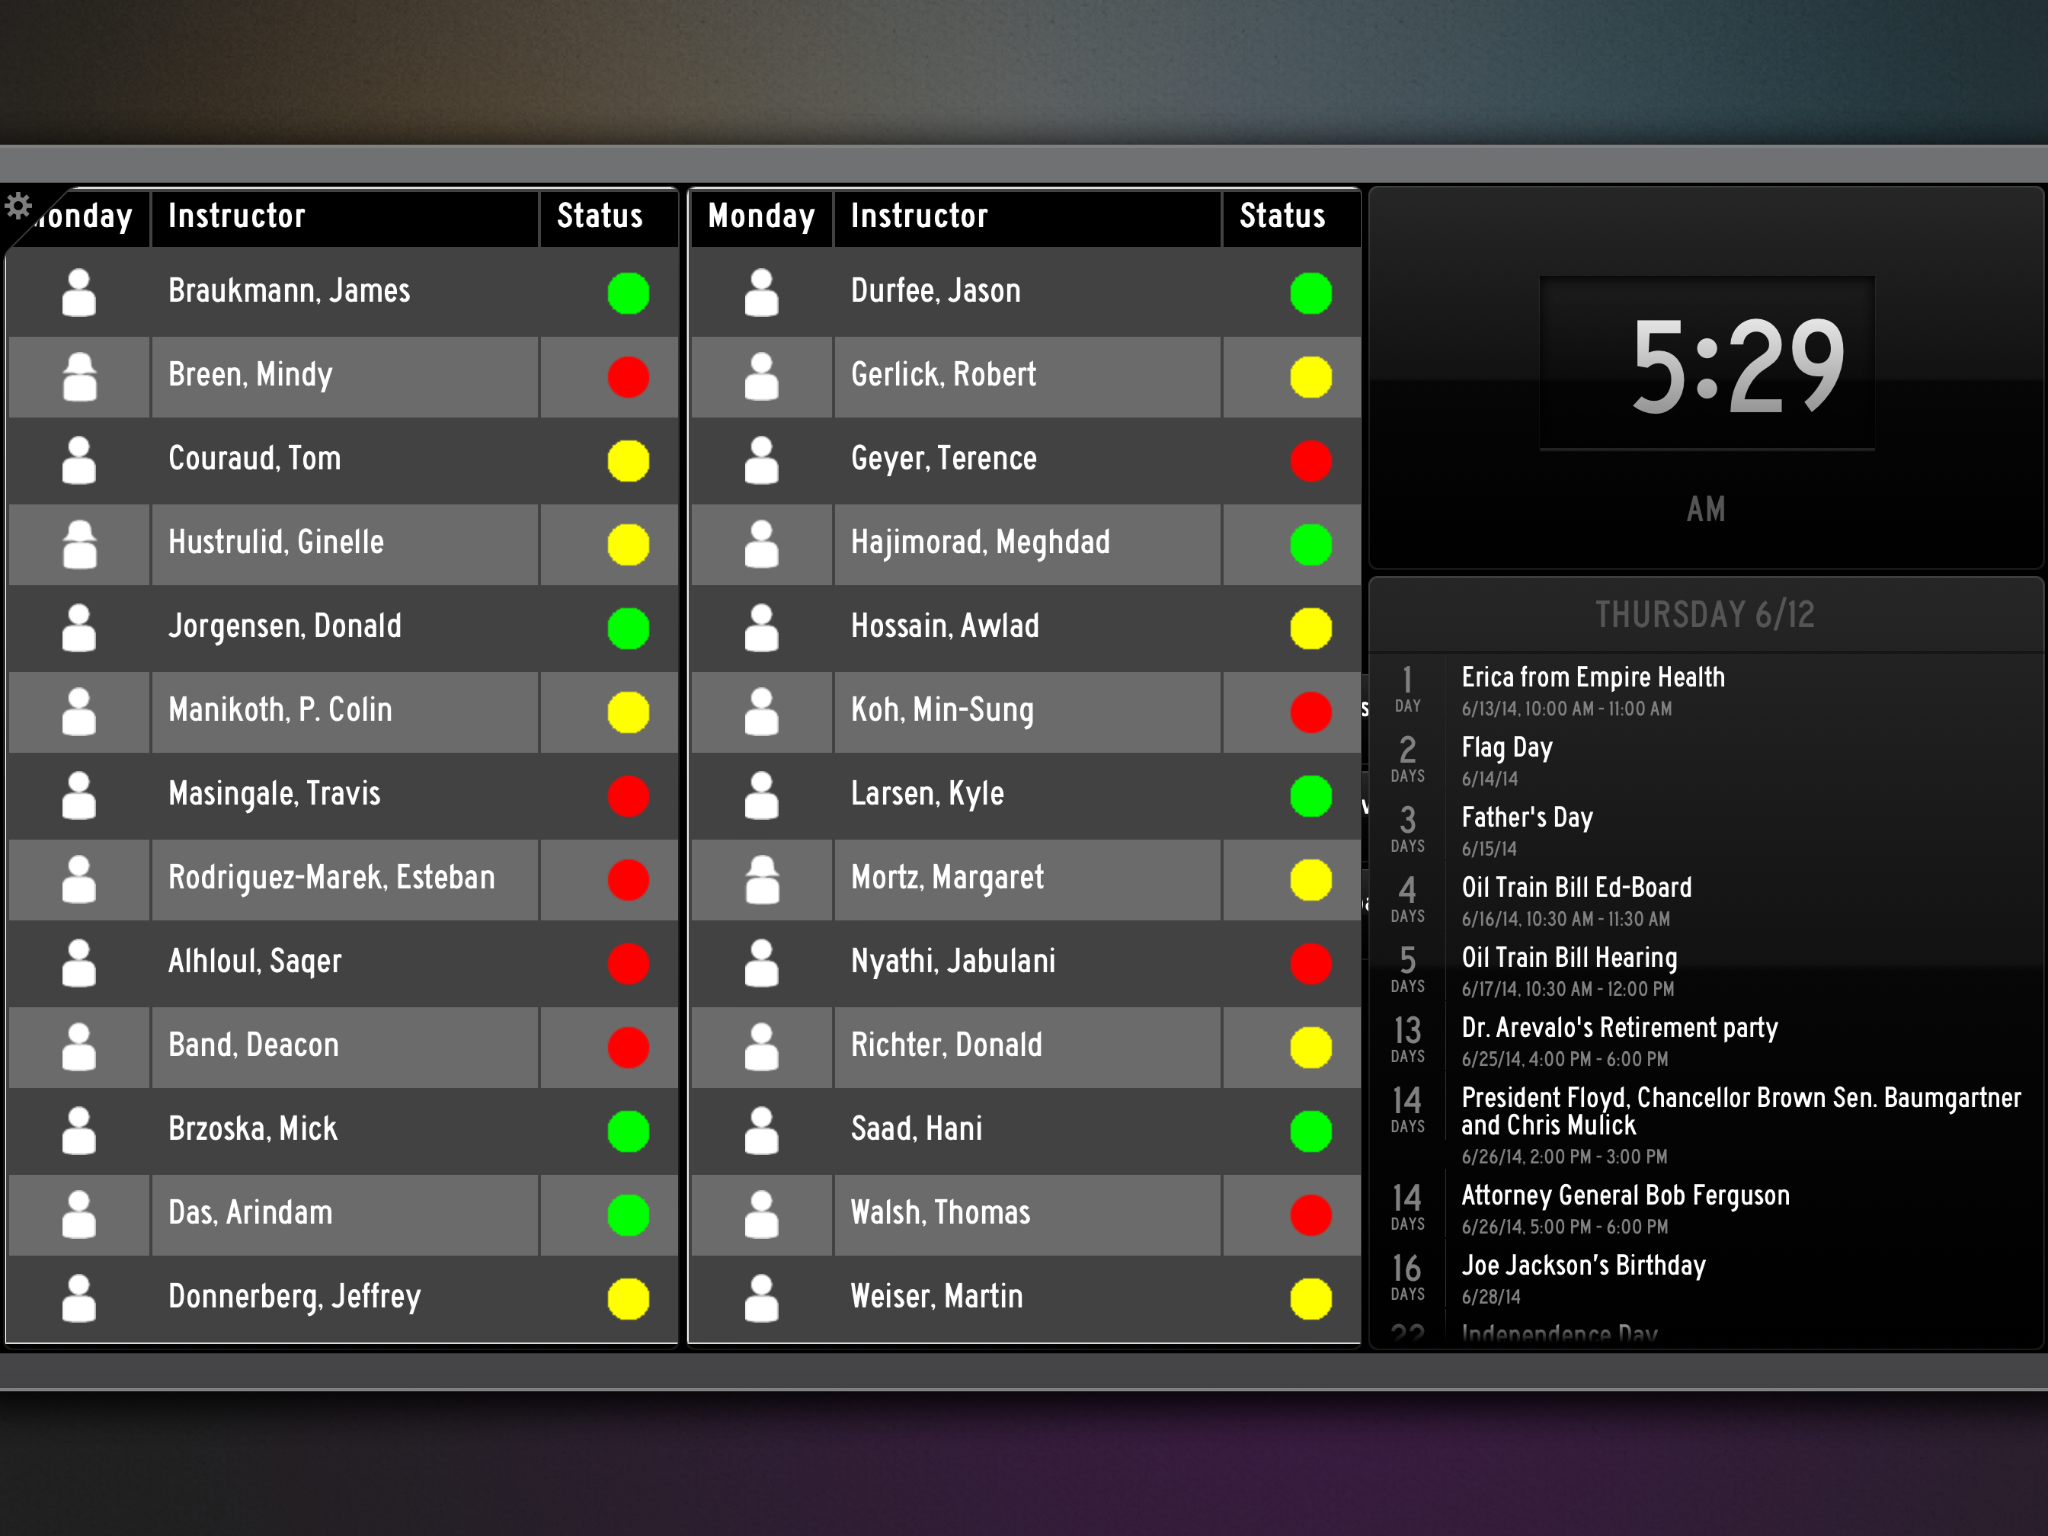 Monday Instructor Status
Braukmann, James
Breen, Mindy
Couraud, Tom
Hustrulid, Ginelle
Jorgensen, Donald
Manikoth, P. Colin
Masingale, Travis
Rodriguez-Marek, Esteban
Alhloul, Saqer
Band, Deacon
Brzoska, Mick
Das, Arindam
Donnerberg, Jeffrey
Monday Instructor Status
Durfee, Jason
Gerlick, Robert
Geyer, Terence
Hajimorad, Meghdad
Hossain, Awlad
Koh, Min-Sung
Larsen, Kyle
Mortz, Margaret
Nyathi, Jabulani
Richter, Donald
Saad, Hani
Walsh, Thomas
Weiser, Martin
5:29
AM
THURSDAY 6/12
1 DAY
Erica from Empire Health
6/13/14, 10:00 AM - 11:00 AM
2 DAYS
Flag Day
6/14/14
3 DAYS
Father's Day
6/15/14
4 DAYS
Oil Train Bill Ed-Board
6/16/14, 10:30 AM - 11:30 AM
5 DAYS
Oil Train Bill Hearing
6/17/14, 10:30 AM - 12:00 PM
13 DAYS
Dr. Arevalo's Retirement party
6/25/14, 4:00 PM - 6:00 PM
14 DAYS
President Floyd, Chancellor Brown Sen. Baumgartner
and Chris Mulick
6/26/14, 2:00 PM - 3:00 PM
14 DAYS
Attorney General Bob Ferguson
6/26/14, 5:00 PM - 6:00 PM
16 DAYS
Joe Jackson's Birthday
6/28/14
22
Independence Day